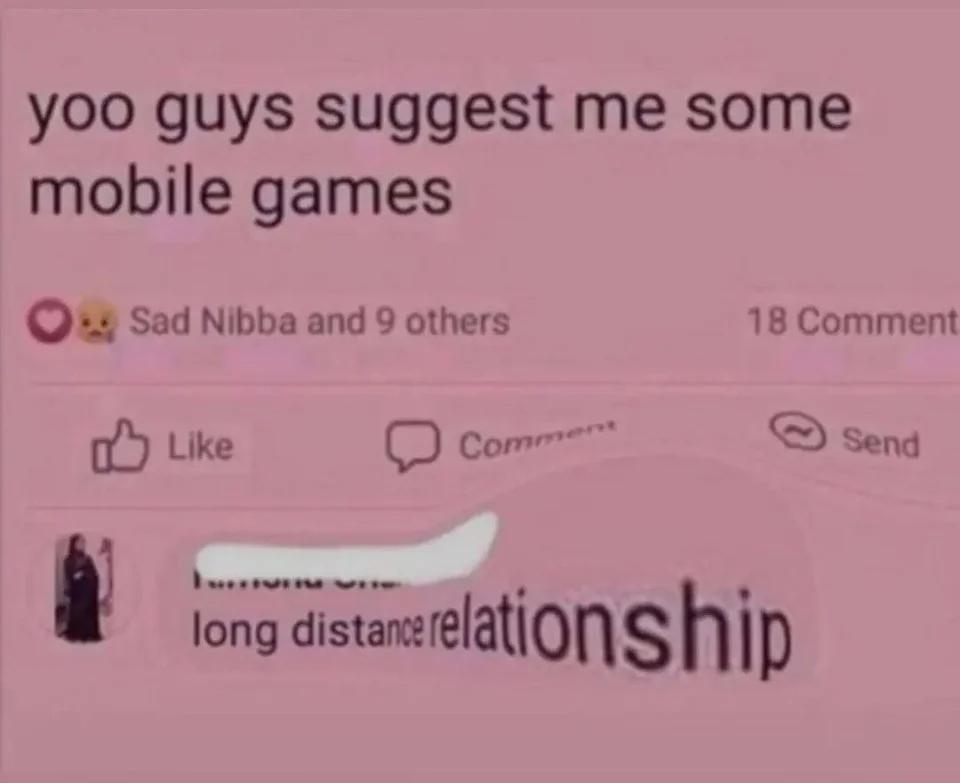 yoo guys suggest me some
mobile games
Sad Nibba and 9 others 18 Comment
Like Comment Send
long distance relationship